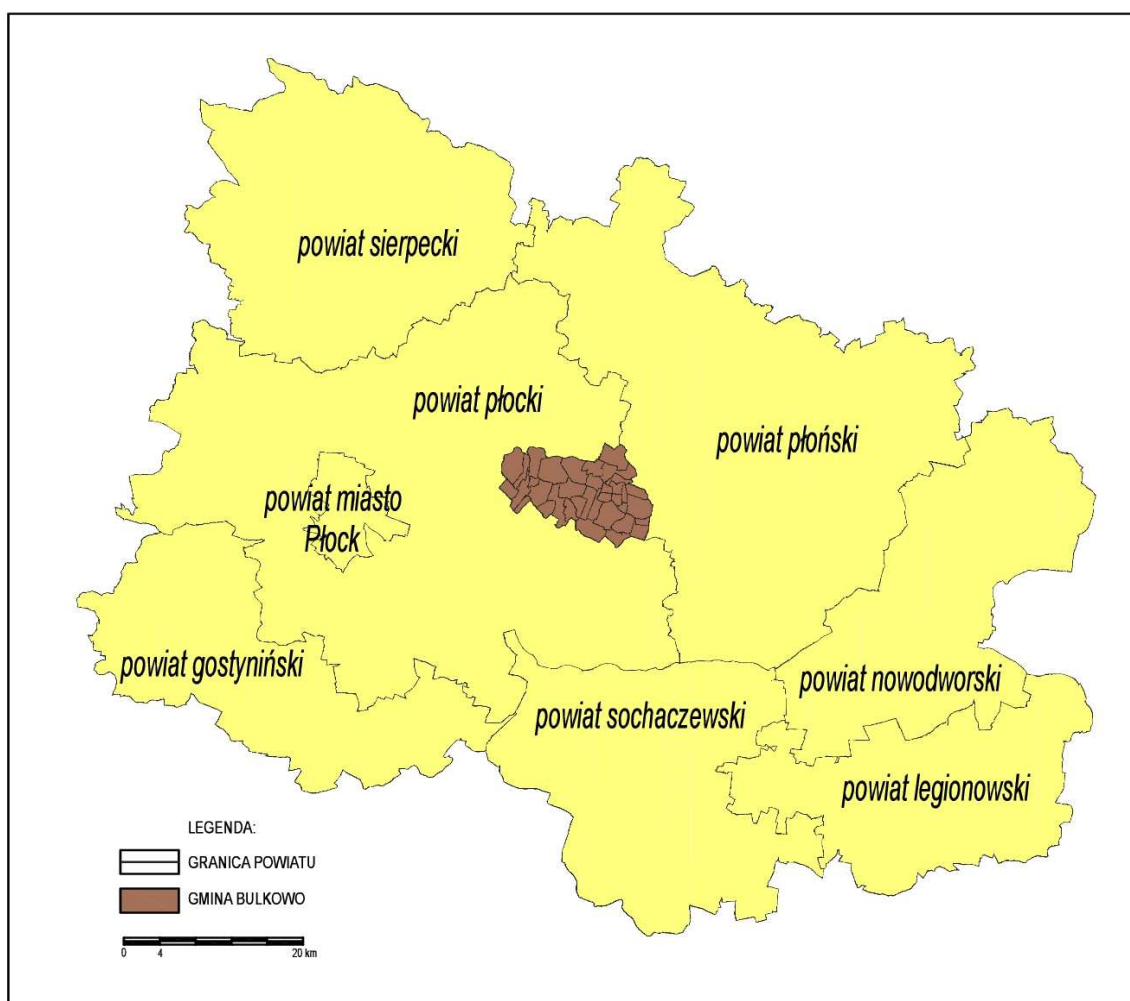 powiat sierpecki
powiat płocki
powiat płoński
powiat miasto
Płock
powiat gostyniński
powiat nowodworski
powiat sochaczewski
powiat legionowski
LEGENDA:
GRANICA POWIATU
GMINA BULKOWO
0 4 20 km